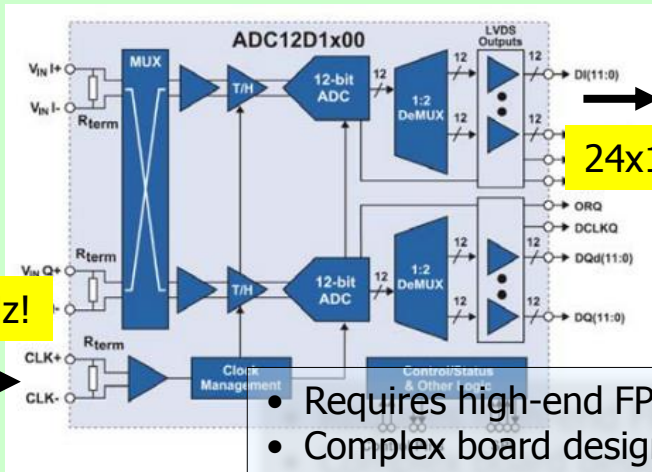 ADC12D1x00
LVDS
Outputs
MUX
VIN I+
VIN I-
Rterm
T/H
12-bit
ADC
12
1:2
DeMUX
12
12
12
12
DI(11:0)
24x1
ORQ
DCLKQ
Rterm
VIN Q+
I-
z!
T/H
12-bit
ADC
12
1:2
DeMUX
12
12
12
12
DQd(11:0)
DQ(11:0)
Rterm
CLK+
CLK-
Clock
Management
Control/Status
& Other Logic
• Requires high-end FP
• Complex board desig